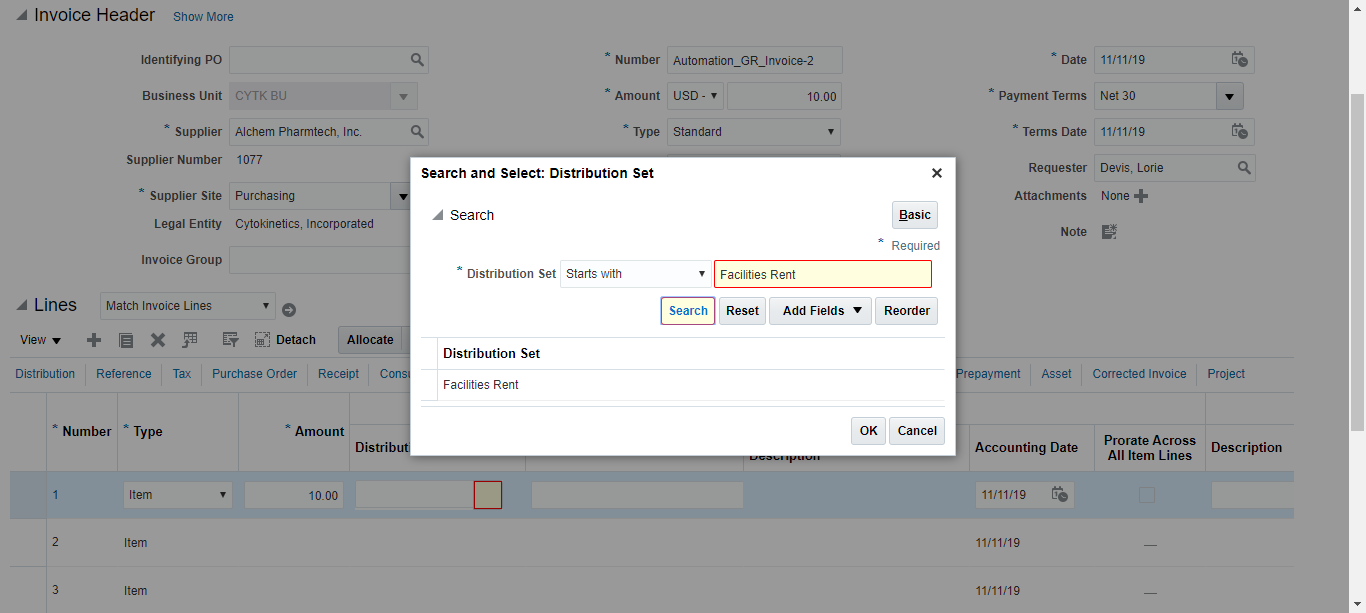 Invoice Header Show More
Identifying PO
* Number Automation_GR_Invoice-2
* Date 11/11/19
Business Unit CYTK BU
* Amount USD - 10.00
* Payment Terms Net 30
* Supplier Alchem Pharmtech, Inc.
* Type Standard
* Terms Date 11/11/19
Supplier Number 1077
Requester Devis, Lorie
* Supplier Site Purchasing
Attachments None
Legal Entity Cytokinetics, Incorporated
Note
Invoice Group
Search and Select: Distribution Set
Search
Basic
* Required
* Distribution Set Starts with Facilities Rent
Search Reset Add Fields Reorder
Distribution Set
Facilities Rent
OK Cancel
Lines Match Invoice Lines
View Detach Allocate
Distribution Reference Tax Purchase Order Receipt Prepayment Asset Corrected Invoice Project
* Number * Type * Amount
Description
Accounting Date
Prorate Across
All Item Lines
Description
1 Item 10.00 11/11/19
2 Item 11/11/19 —
3 Item 11/11/19 —